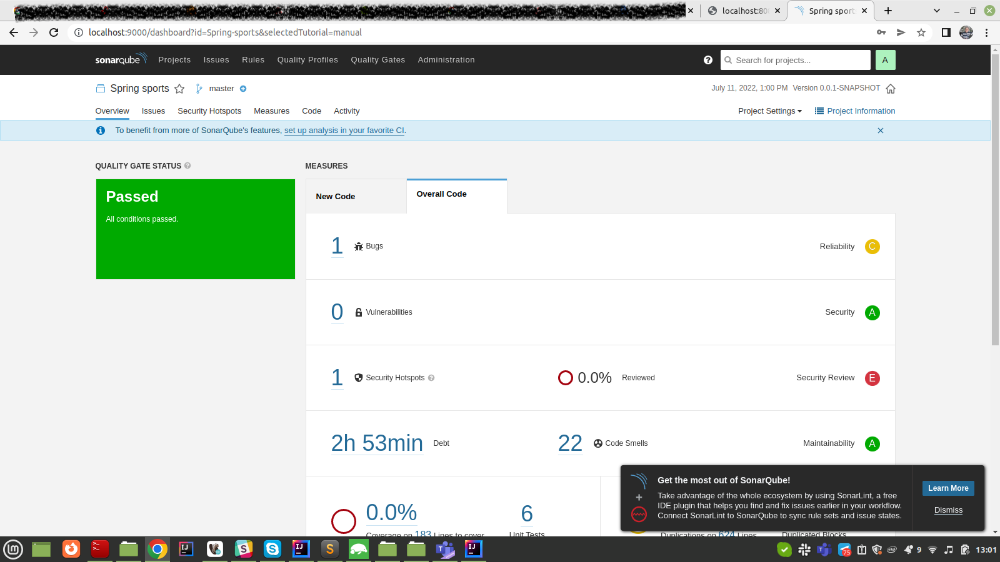 localhost:80
Spring sport
localhost:9000/dashboard?id=Spring-sports&selectedTutorial=manual
sonarqube Projects Issues Rules Quality Profiles Quality Gates Administration
Search for projects...
A
Spring sports master
July 11, 2022, 1:00 PM Version 0.0.1-SNAPSHOT
Overview Issues Security Hotspots Measures Code Activity
Project Settings Project Information
To benefit from more of SonarQube's features, set up analysis in your favorite CI.
QUALITY GATE STATUS
MEASURES
Passed
All conditions passed.
New Code
Overall Code
1 Bugs
Reliability C
0 Vulnerabilities
Security A
1 Security Hotspots
0.0% Reviewed
Security Review E
2h 53min Debt
22 Code Smells
Maintainability A
0.0%
Coverage on 183 Lines to cover
6
Unit Tests
Duplications on 624 Lines
Duplicated Blocks
Get the most out of SonarQube!
Take advantage of the whole ecosystem by using SonarLint, a free
IDE plugin that helps you find and fix issues earlier in your workflow.
Connect SonarLint to SonarQube to sync rule sets and issue states.
Learn More
Dismiss
75
9
13:01